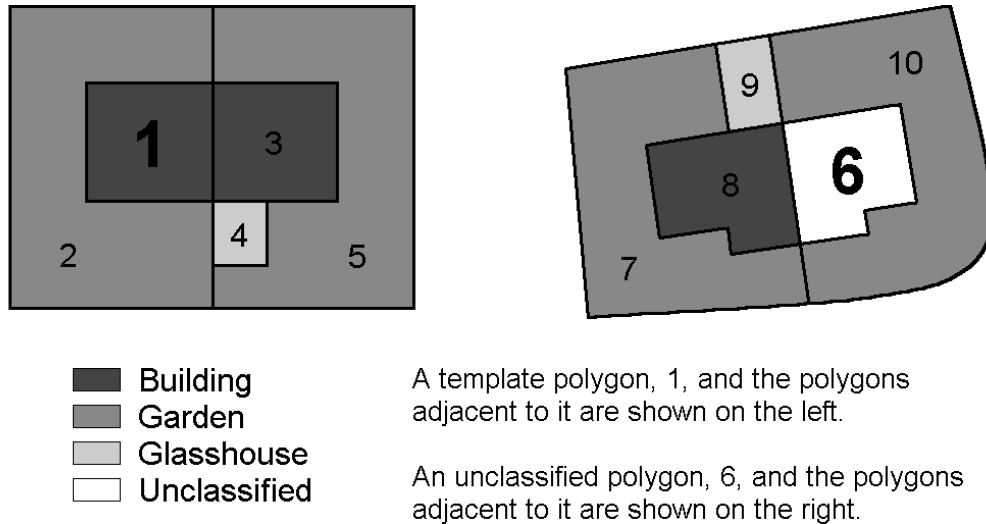 1
3
2
4
5
9
10
8
6
7
Building
Garden
Glasshouse
Unclassified
A template polygon, 1, and the polygons
adjacent to it are shown on the left.
An unclassified polygon, 6, and the polygons
adjacent to it are shown on the right.